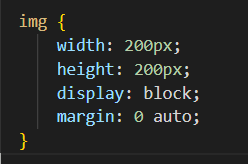 img {
    width: 200px;
    height: 200px;
    display: block;
    margin: 0 auto;
}